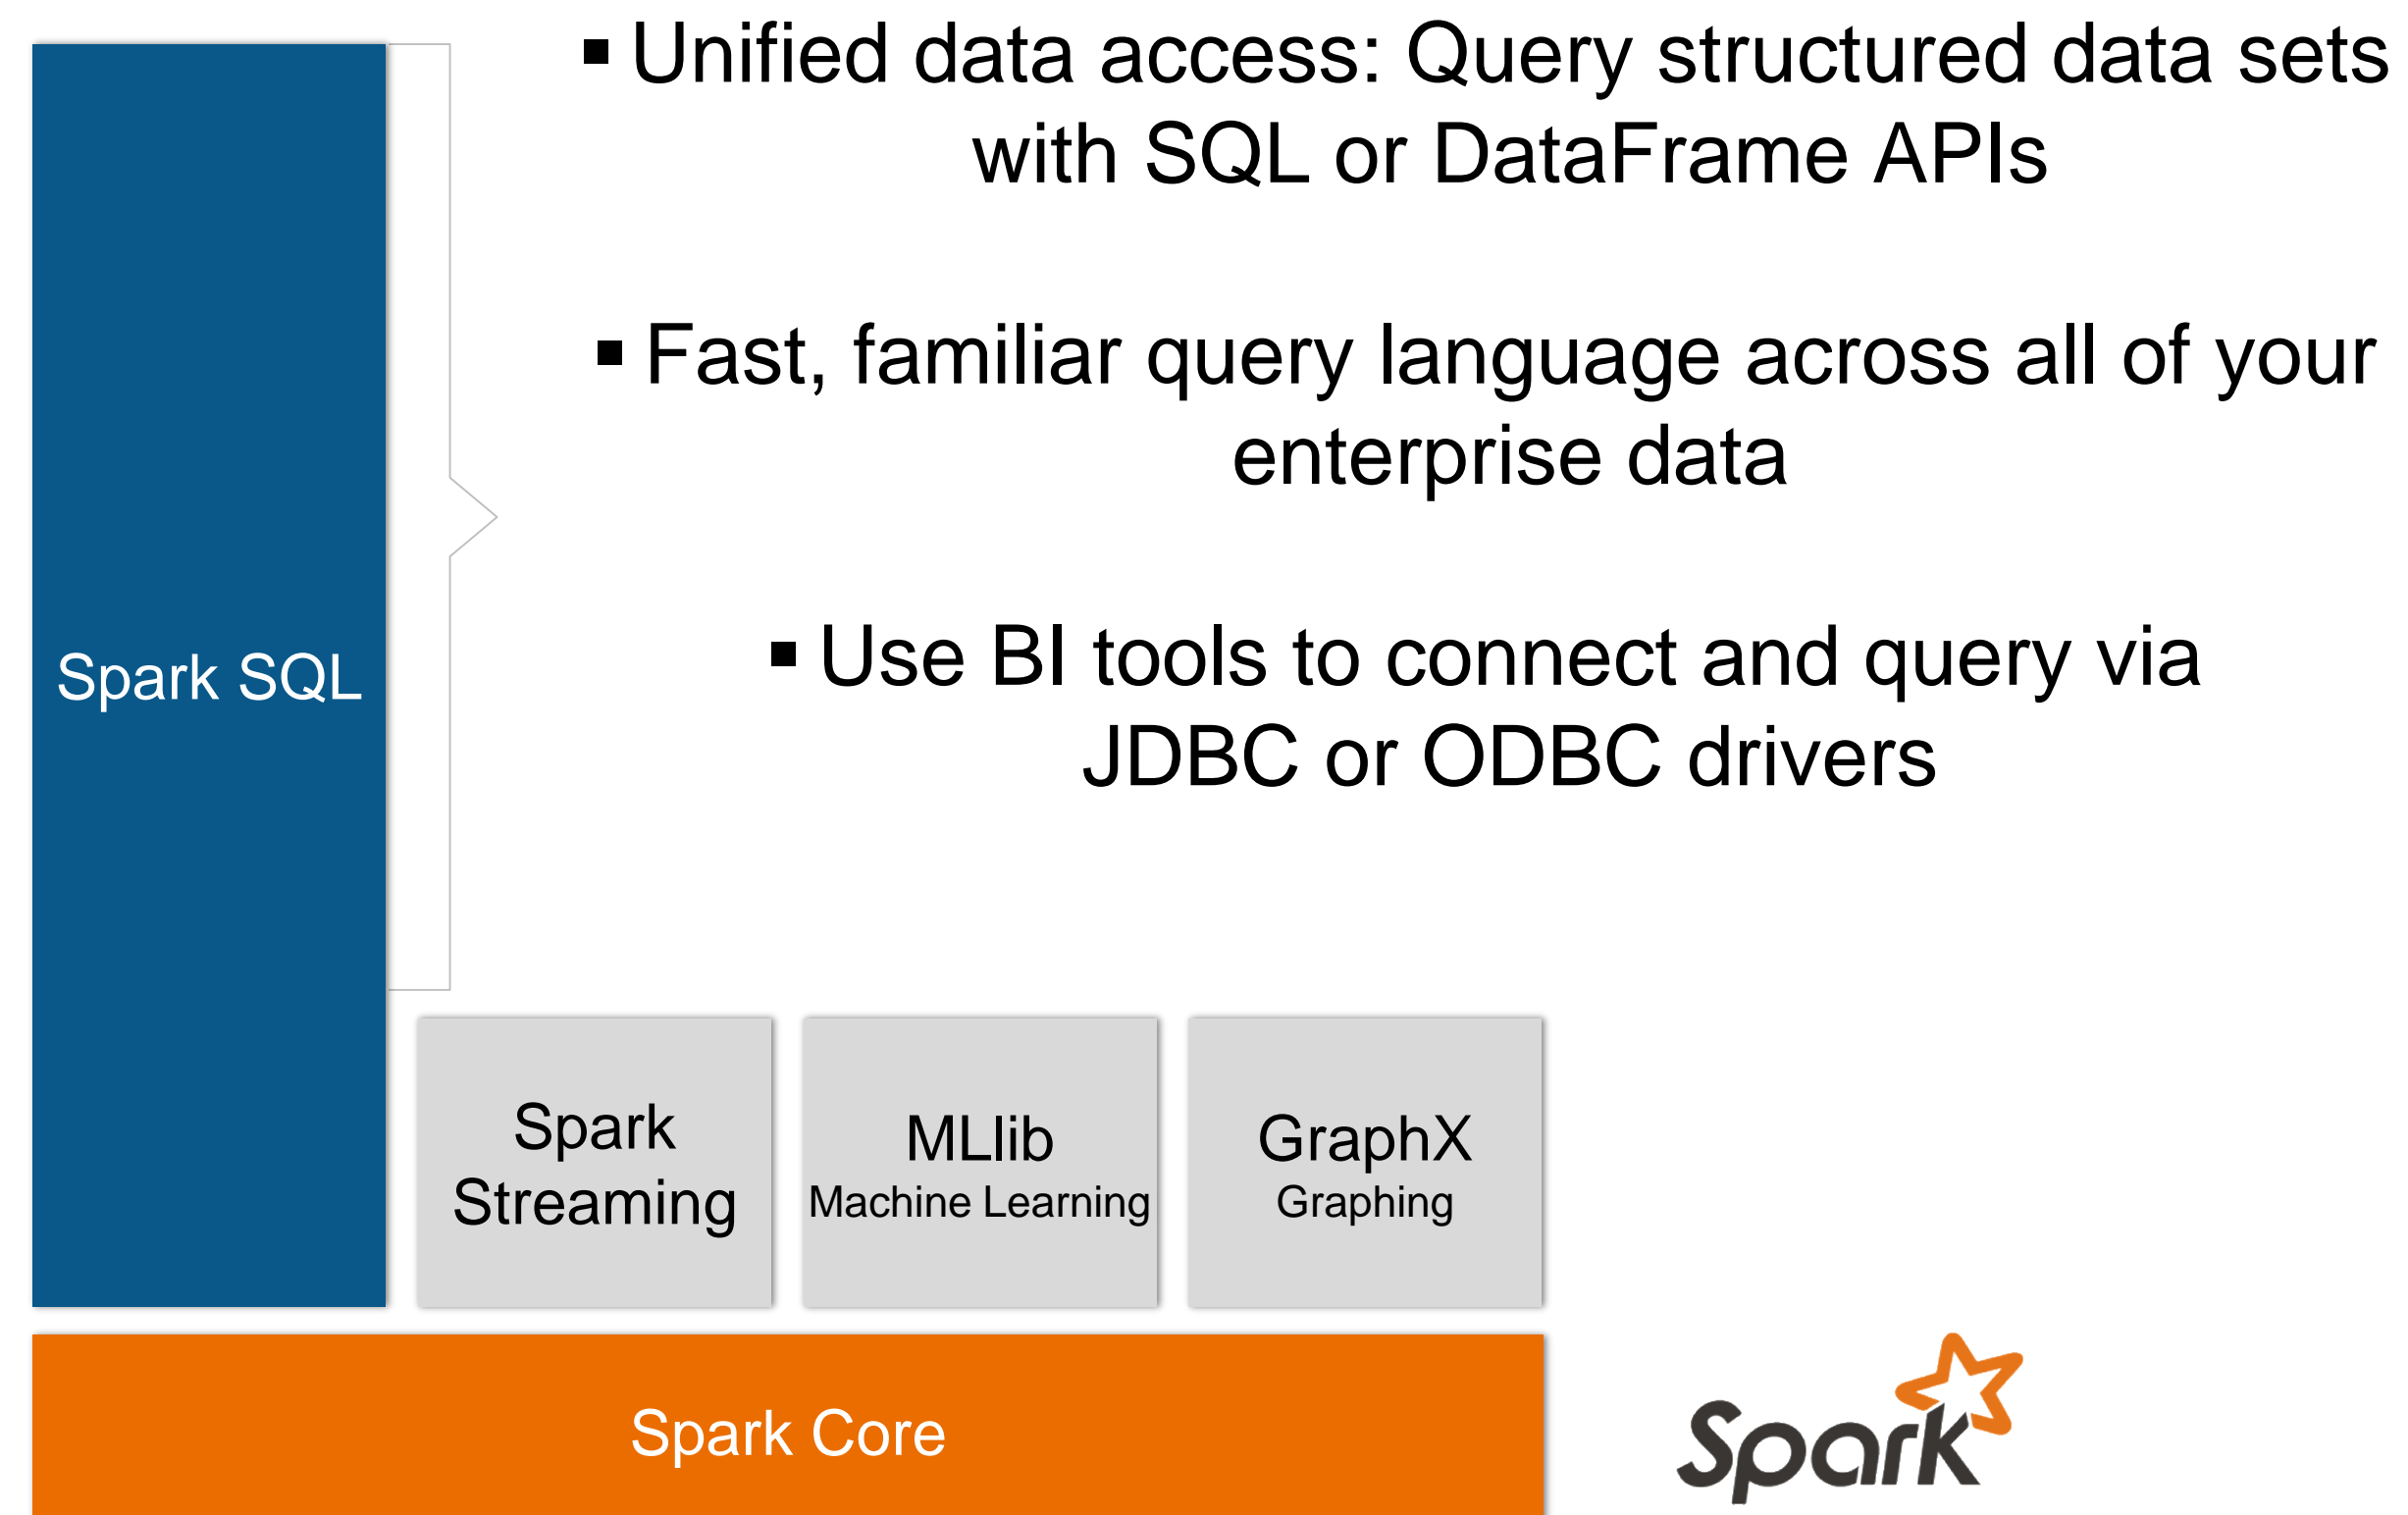 ▪ Unified data access: Query structured data sets
with SQL or DataFrame APIs
▪ Fast, familiar query language across all of your
enterprise data
▪ Use BI tools to connect and query via
JDBC or ODBC drivers
Spark SQL
Spark
Streaming
MLlib
Machine Learning
GraphX
Graphing
Spark Core
Spark